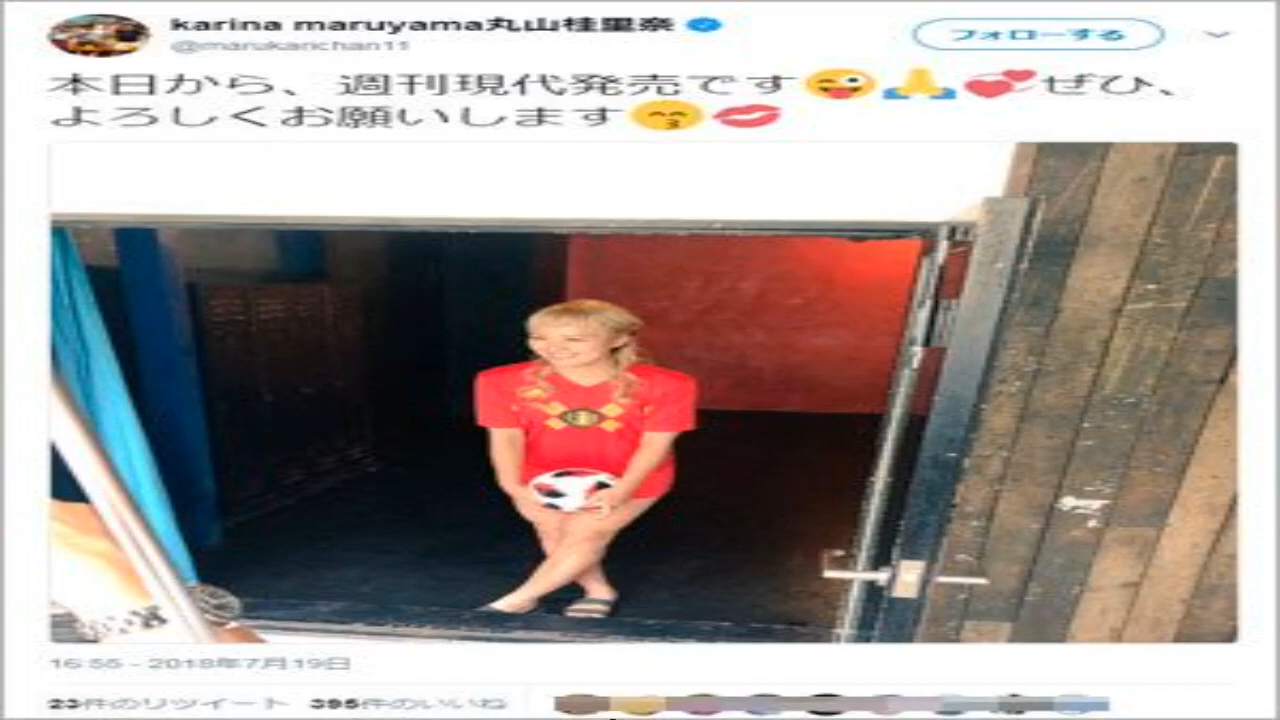 karina maruyama丸山桂里奈
@marukarichan11
フォローする
本日から、週刊現代発売です😜🙏💞ぜひ、
よろしくお願いします😙💋
16:55 - 2018年7月19日
23件のリツイート 395件のいいね